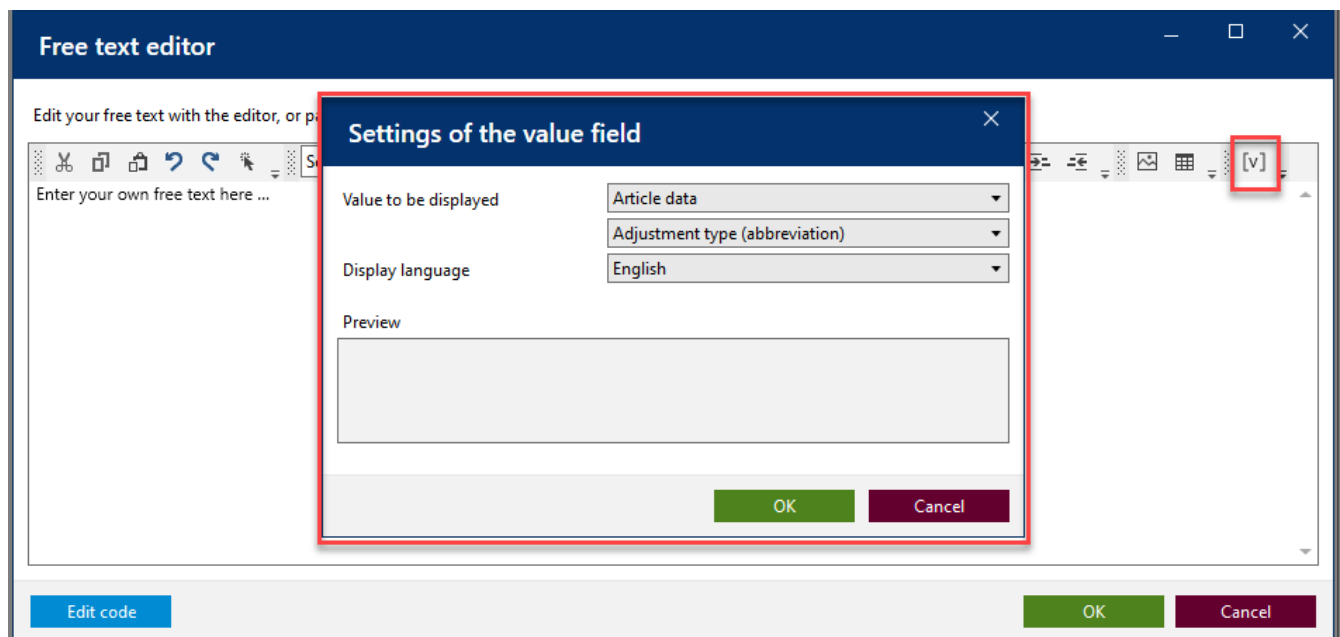 Free text editor
Edit your free text with the editor, or
Settings of the value field
[v]
Enter your own free text here ...
Value to be displayed
Article data
Adjustment type (abbreviation)
Display language
English
Preview
OK
Cancel
Edit code
OK
Cancel